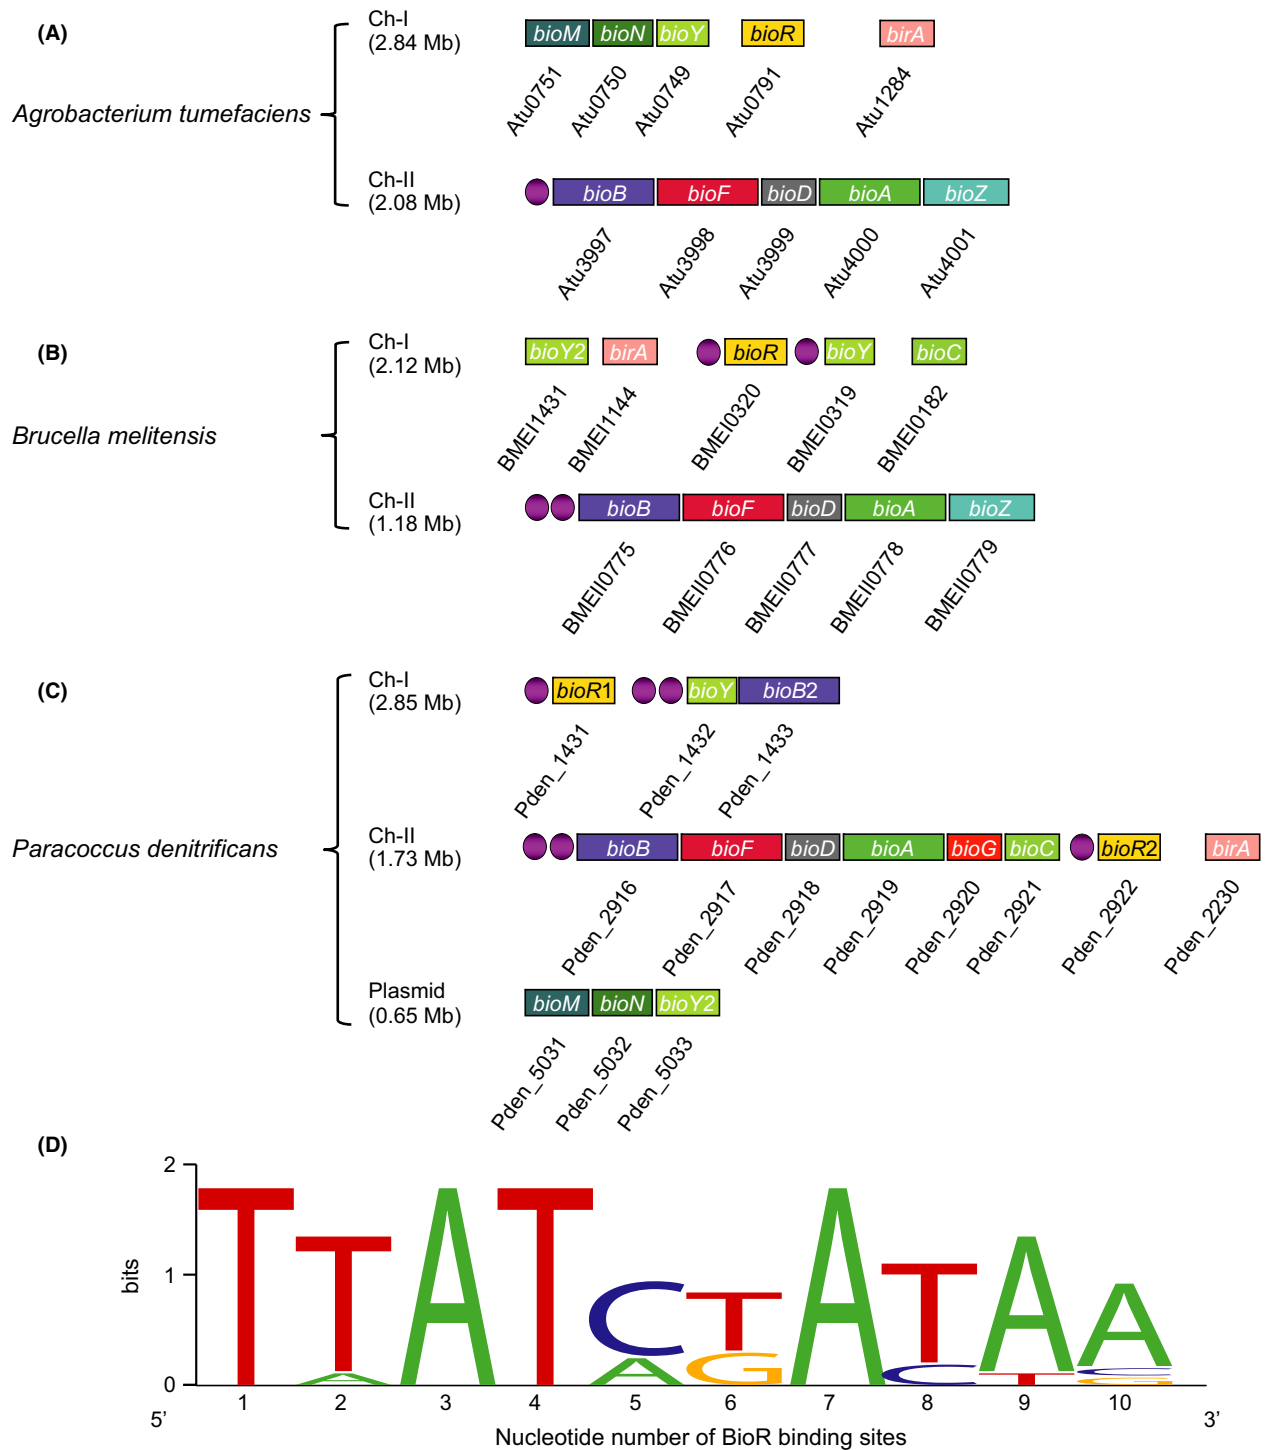 (A)
Agrobacterium tumefaciens
Ch-I
(2.84 Mb)
bioM bioN bioY bioR birA
Atu0751 Atu0750 Atu0749 Atu0791 Atu1284
Ch-II
(2.08 Mb)
bioB bioF bioD bioA bioZ
Atu3997 Atu3998 Atu3999 Atu4000 Atu4001
(B)
Brucella melitensis
Ch-I
(2.12 Mb)
bioY2 birA bioR bioY bioC
BMEI1431 BMEI1144 BMEI0320 BMEI0319 BMEI0182
Ch-II
(1.18 Mb)
bioB bioF bioD bioA bioZ
BMEII0775 BMEII0776 BMEII0777 BMEII0778 BMEII0779
(C)
Paracoccus denitrificans
Ch-I
(2.85 Mb)
bioR1 bioY bioB2
Pden_1431 Pden_1432 Pden_1433
Ch-II
(1.73 Mb)
bioB bioF bioD bioA bioG bioC bioR2 birA
Pden_2916 Pden_2917 Pden_2918 Pden_2919 Pden_2920 Pden_2921 Pden_2922 Pden_2230
Plasmid
(0.65 Mb)
bioM bioN bioY2
Pden_5031 Pden_5032 Pden_5033
(D)
2
1
0
bits
T T A T C T A T A A
A A G C T C G
1 2 3 4 5 6 7 8 9 10
5’ 3’
Nucleotide number of BioR binding sites